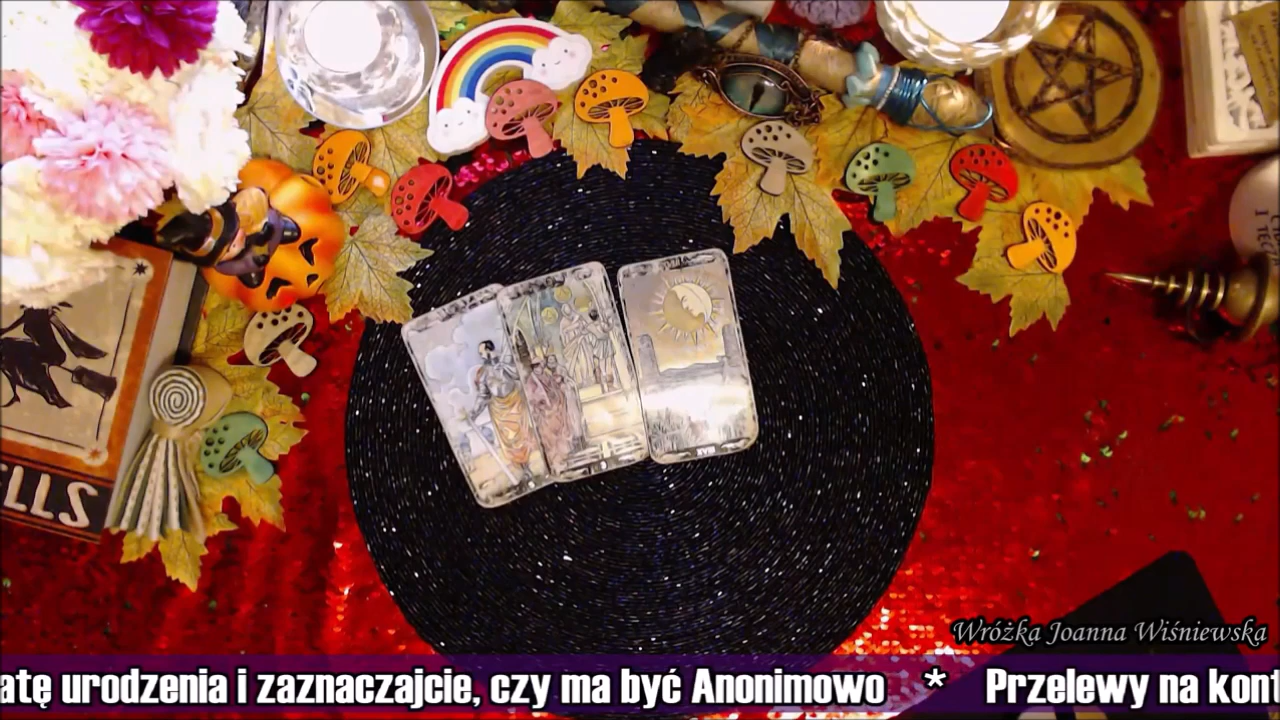 ELLS
Wróżka Joanna Wiśniewska
atę urodzenia i zaznaczajcie, czy ma być Anonimowo * Przelewy na kont